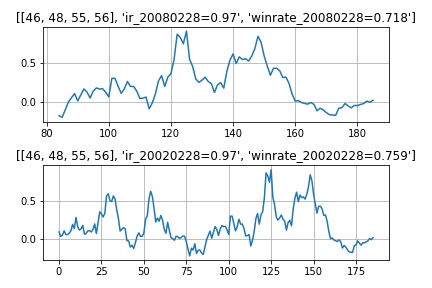 [[46, 48, 55, 56], 'ir_20080228=0.97', 'winrate_20080228=0.718']
0.5
0.0
80 100 120 140 160 180
[[46, 48, 55, 56], 'ir_20020228=0.97', 'winrate_20020228=0.759']
0.5
0.0
0 25 50 75 100 125 150 175